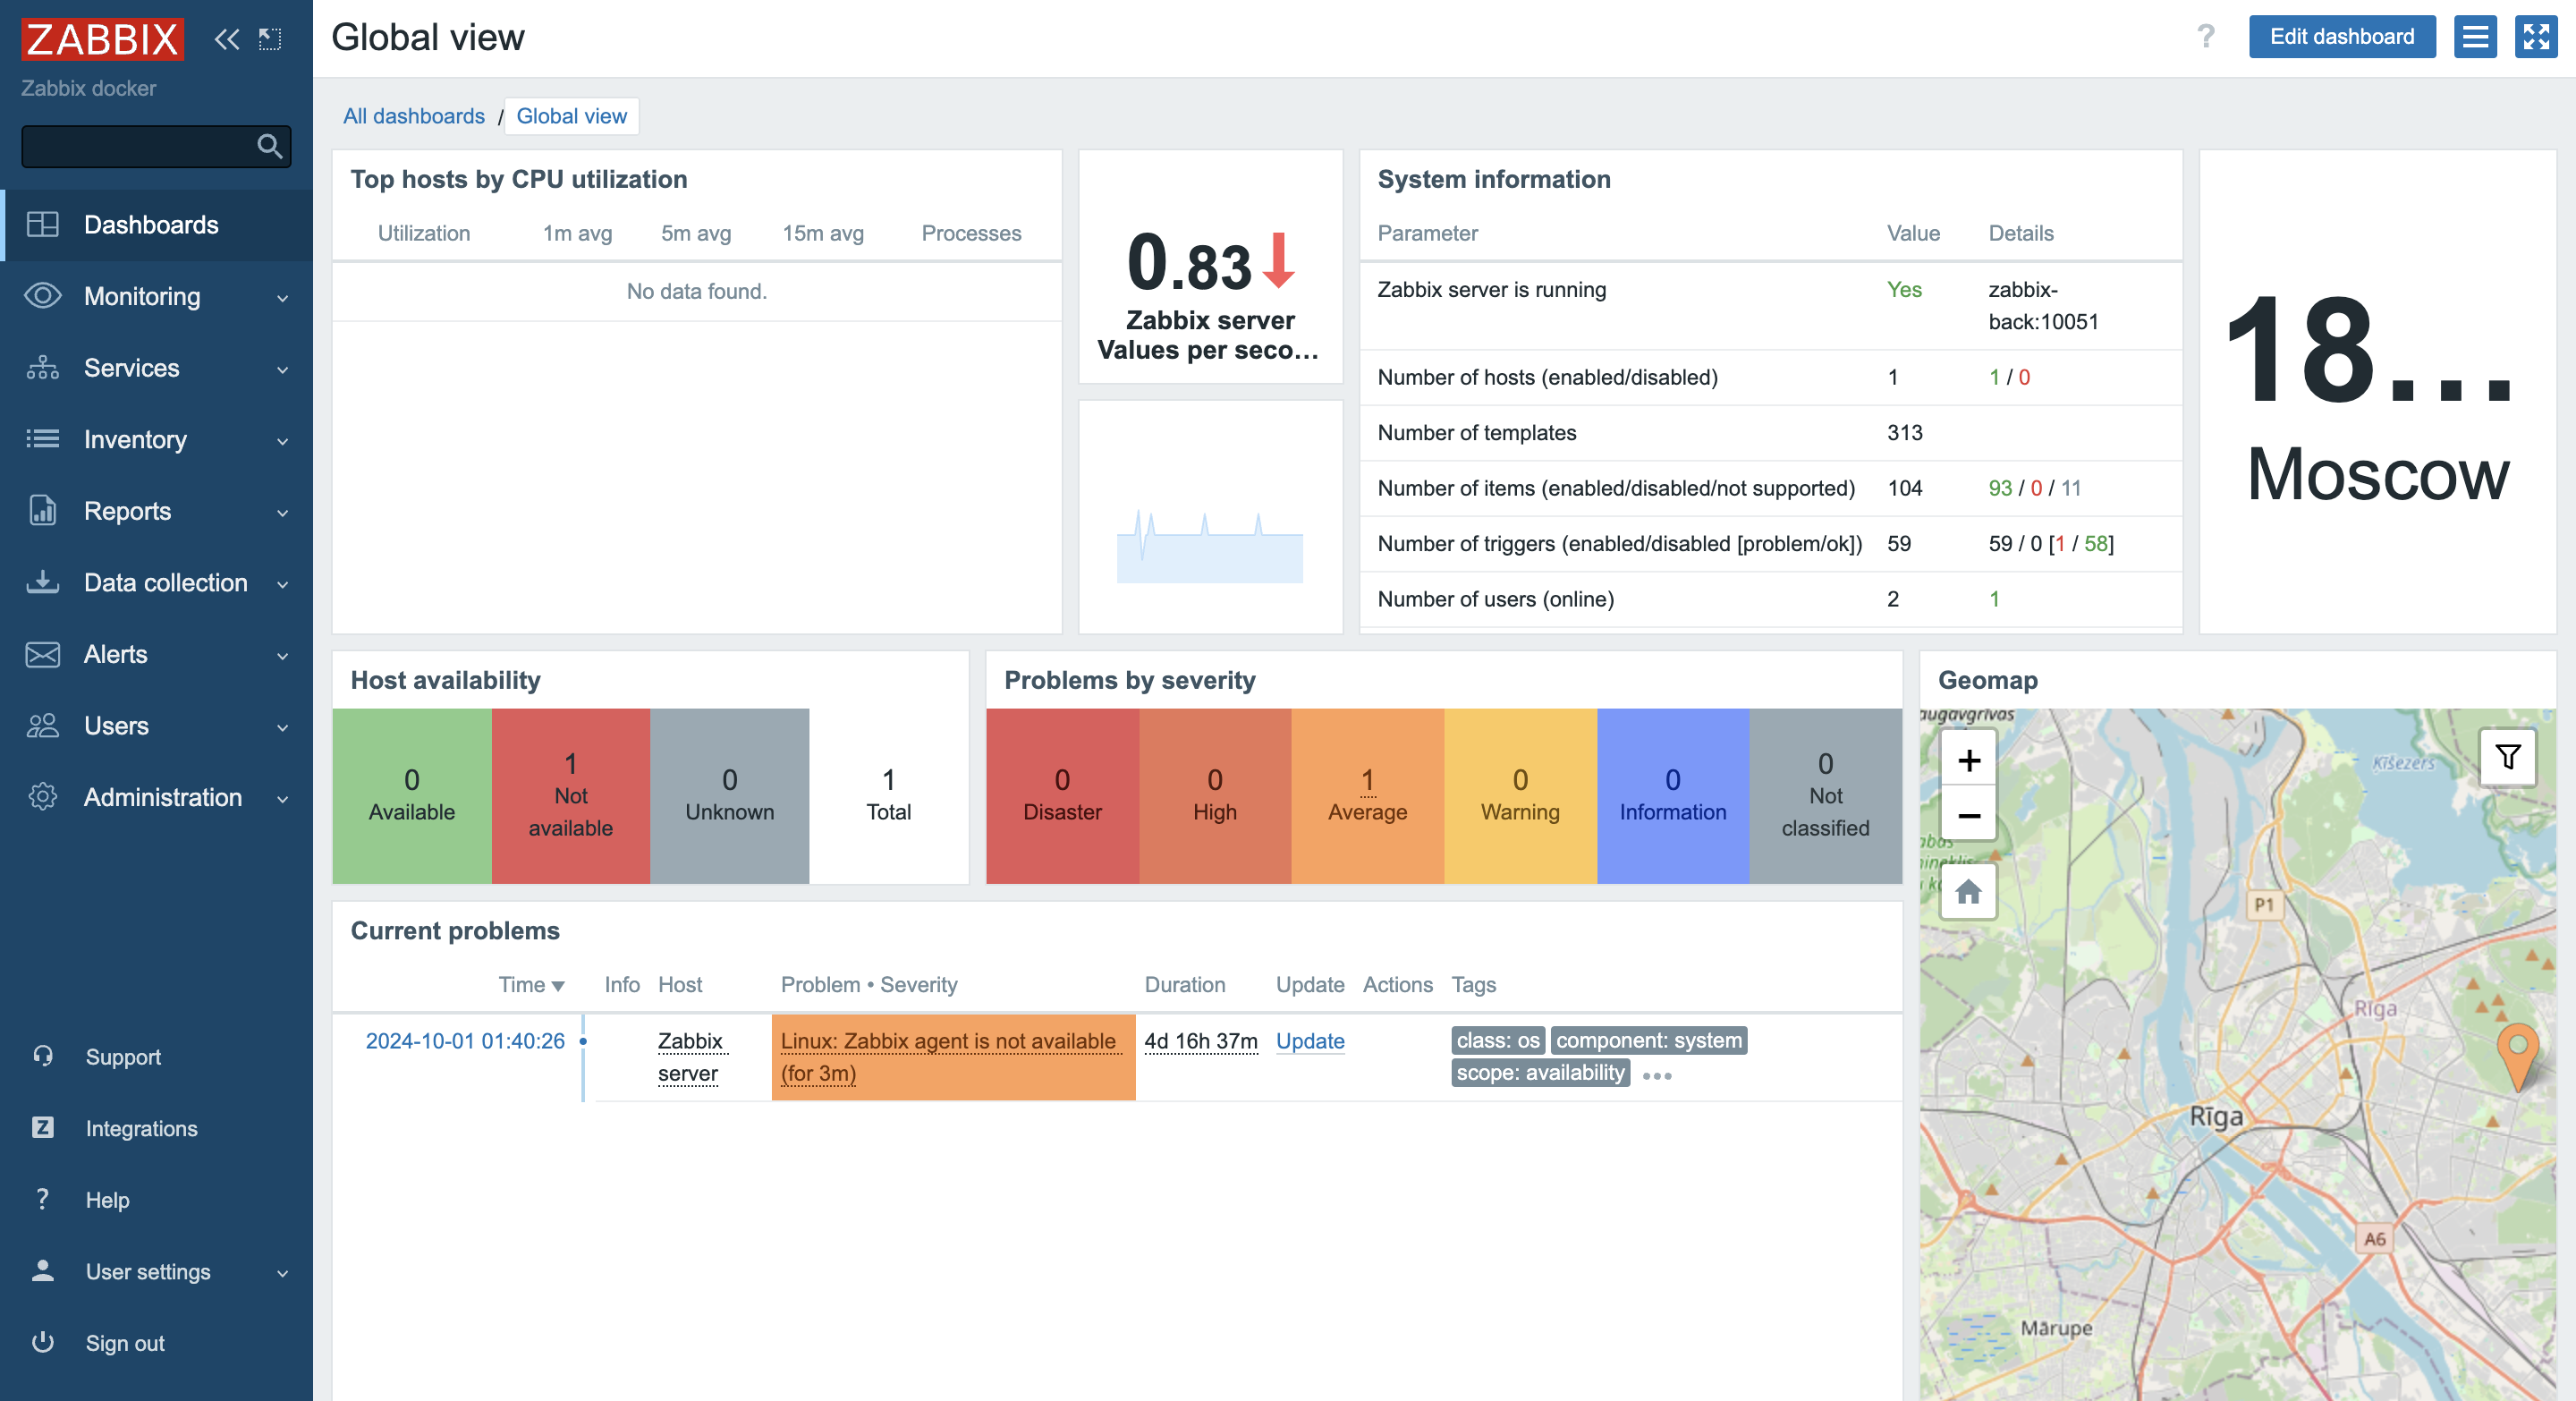 ZABBIX
Zabbix docker
Dashboards
Monitoring
Services
Inventory
Reports
Data collection
Alerts
Users
Administration
Support
Z Integrations
? Help
User settings
Sign out
Global view
? Edit dashboard
All dashboards / Global view
Top hosts by CPU utilization
Utilization 1m avg 5m avg 15m avg Processes
No data found.
0.83
Zabbix server
Values per seco...
System information
Parameter Value Details
Zabbix server is running Yes zabbix-
back:10051
Number of hosts (enabled/disabled) 1 1 / 0
Number of templates 313
Number of items (enabled/disabled/not supported) 104 93 / 0 / 11
Number of triggers (enabled/disabled [problem/ok]) 59 59 / 0 [1 / 58]
Number of users (online) 2 1
18...
Moscow
Host availability
0
Available
1
Not
available
0
Unknown
1
Total
Problems by severity
0
Disaster
0
High
1
Average
0
Warning
0
Information
0
Not
classified
Current problems
Time ▼ Info Host Problem • Severity Duration Update Actions Tags
2024-10-01 01:40:26 Zabbix server Linux: Zabbix agent is not available (for 3m) 4d 16h 37m Update class: os component: system
scope: availability •••
Geomap
+
−
Ķīšezers
P1
Rīga
Rīga
A6
Mārupe